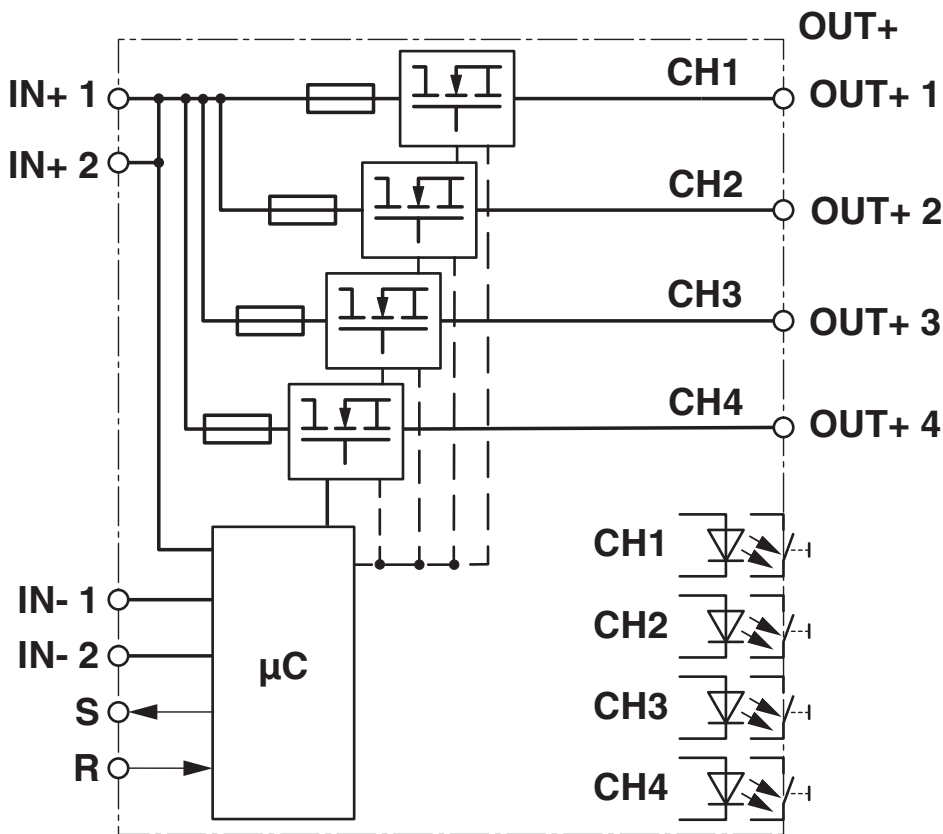 OUT+
IN+ 1
CH1
OUT+ 1
IN+ 2
CH2
OUT+ 2
CH3
OUT+ 3
CH4
OUT+ 4
CH1
IN- 1
CH2
IN- 2
µC
S
CH3
R
CH4